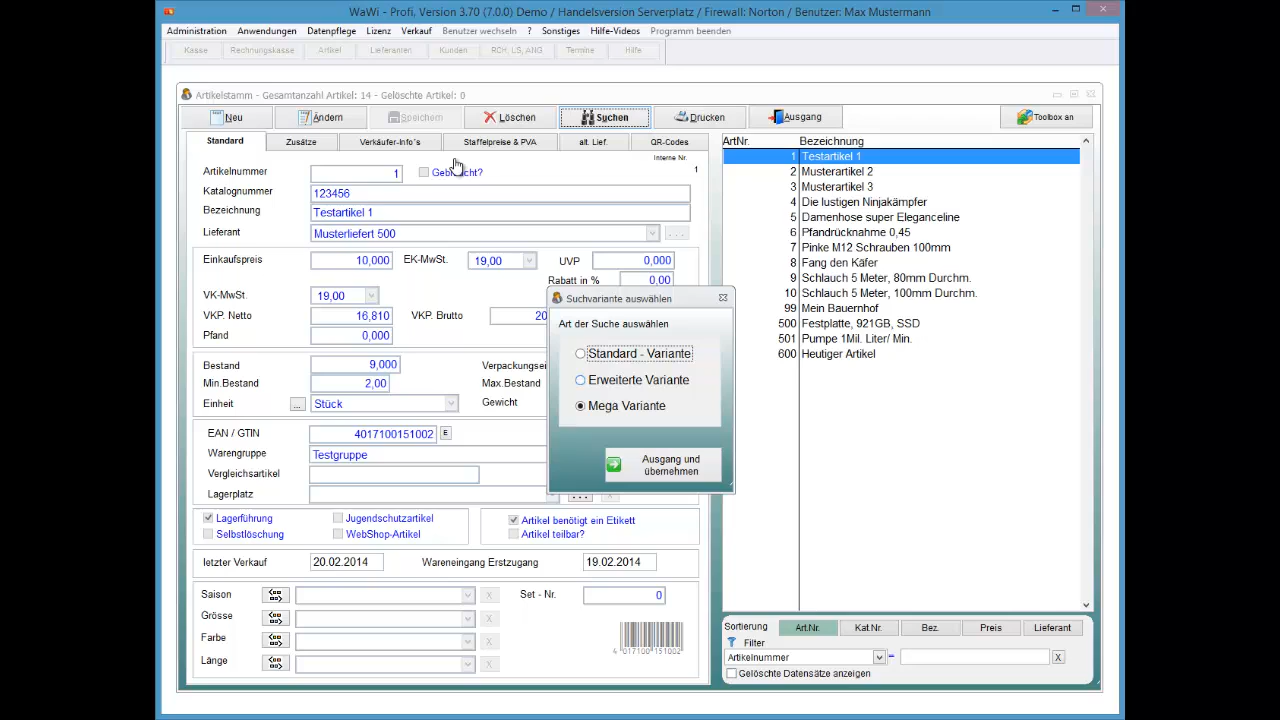 WaWi - Profi, Version 3.70 (7.0.0) Demo / Handelsversion Serverplatz / Firewall: Norton / Benutzer: Max Mustermann
Administration Anwendungen Datenpflege Lizenz Verkauf Benutzer wechseln ? Sonstiges Hilfe-Videos Programm beenden
Kasse Rechnungskasse Artikel Lieferanten Kunden RCH, LS, ANG Termine Hilfe
Artikelstamm - Gesamtanzahl Artikel: 14 - Gelöschte Artikel: 0
Neu Ändern Speichern Löschen Suchen Drucken Ausgang Toolbox an
Standard Zusätze Verkäufer-Info's Staffelpreise & PVA alt. Lief. QR-Codes
Interne Nr.
1
Artikelnummer 1
Katalognummer 123456
Bezeichnung Testartikel 1
Lieferant Musterliefert 500 ...
Einkaufspreis 10,000 EK-MwSt. 19,00 UVP 0,000
Rabatt in % 0,00
VK-MwSt. 19,00
VKP. Netto 16,810 VKP. Brutto 20
Pfand 0,000
Bestand 9,000 Verpackungsei
Min.Bestand 2,00 Max.Bestand
Einheit ... Stück Gewicht
EAN / GTIN 4017100151002 E
Warengruppe Testgruppe
Vergleichsartikel
Lagerplatz ... X
Lagerführung Jugendschutzartikel Artikel benötigt ein Etikett
Selbstlöschung WebShop-Artikel Artikel teilbar?
letzter Verkauf 20.02.2014 Wareneingang Erstzugang 19.02.2014
Saison X Set - Nr. 0
Grösse X
Farbe X
Länge X
4 017100 151002
Suchvariante auswählen
Art der Suche auswählen
Standard - Variante
Erweiterte Variante
Mega Variante
Ausgang und
übernehmen
ArtNr. Bezeichnung
1 Testartikel 1
2 Musterartikel 2
3 Musterartikel 3
4 Die lustigen Ninjakämpfer
5 Damenhose super Eleganceline
6 Pfandrücknahme 0,45
7 Pinke M12 Schrauben 100mm
8 Fang den Käfer
9 Schlauch 5 Meter, 80mm Durchm.
10 Schlauch 5 Meter, 100mm Durchm.
99 Mein Bauernhof
500 Festplatte, 921GB, SSD
501 Pumpe 1Mil. Liter/ Min.
600 Heutiger Artikel
Sortierung Art.Nr. Kat.Nr. Bez. Preis Lieferant
Filter
Artikelnummer = X
Gelöschte Datensätze anzeigen